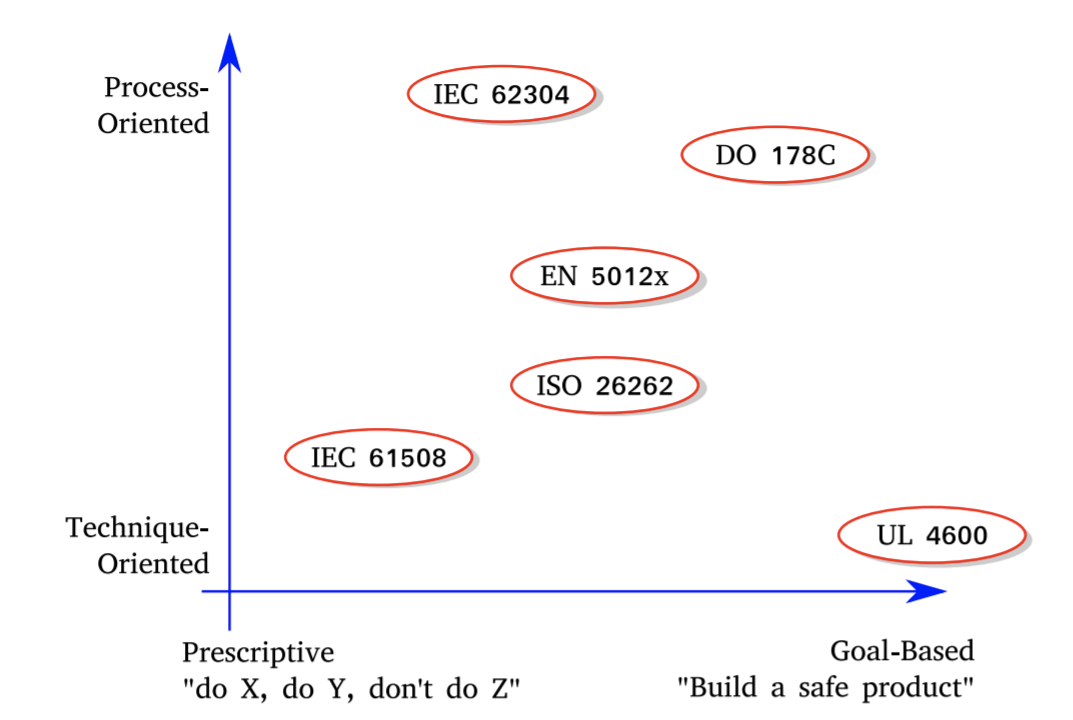 Process-
Oriented
IEC 62304
DO 178C
EN 5012x
ISO 26262
IEC 61508
Technique-
Oriented
UL 4600
Prescriptive
"do X, do Y, don't do Z"
Goal-Based
"Build a safe product"